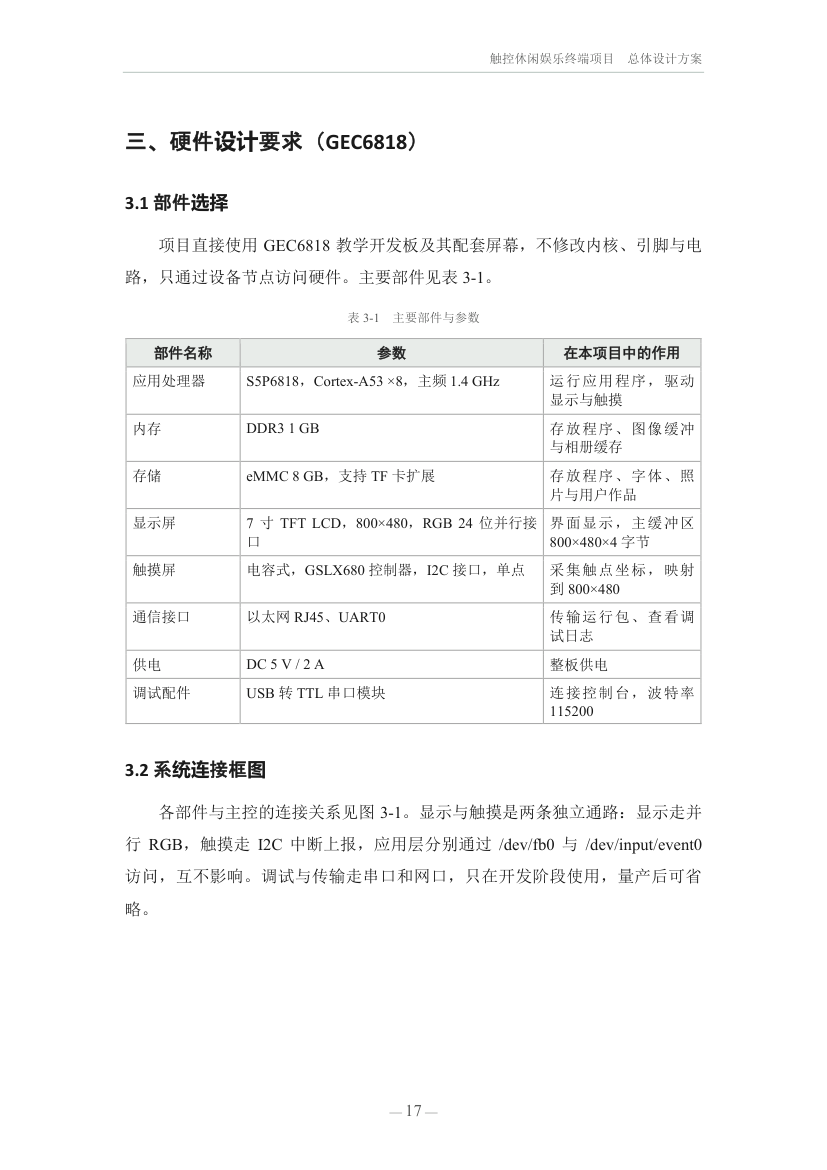 触控休闲娱乐终端项目　总体设计方案
三、硬件设计要求（GEC6818）
3.1 部件选择
项目直接使用 GEC6818 教学开发板及其配套屏幕，不修改内核、引脚与电
路，只通过设备节点访问硬件。主要部件见表 3-1。
表 3-1　主要部件与参数
部件名称 参数 在本项目中的作用
应用处理器 S5P6818，Cortex-A53 ×8，主频 1.4 GHz 运行应用程序，驱动
显示与触摸
内存 DDR3 1 GB 存放程序、图像缓冲
与相册缓存
存储 eMMC 8 GB，支持 TF 卡扩展 存放程序、字体、照
片与用户作品
显示屏 7 寸 TFT LCD，800×480，RGB 24 位并行接 界面显示，主缓冲区
口 800×480×4 字节
触摸屏 电容式，GSLX680 控制器，I2C 接口，单点 采集触点坐标，映射
到 800×480
通信接口 以太网 RJ45、UART0 传输运行包、查看调
试日志
供电 DC 5 V / 2 A 整板供电
调试配件 USB 转 TTL 串口模块 连接控制台，波特率
115200
3.2 系统连接框图
各部件与主控的连接关系见图 3-1。显示与触摸是两条独立通路：显示走并
行 RGB，触摸走 I2C 中断上报，应用层分别通过 /dev/fb0 与 /dev/input/event0
访问，互不影响。调试与传输走串口和网口，只在开发阶段使用，量产后可省
略。
— 17 —